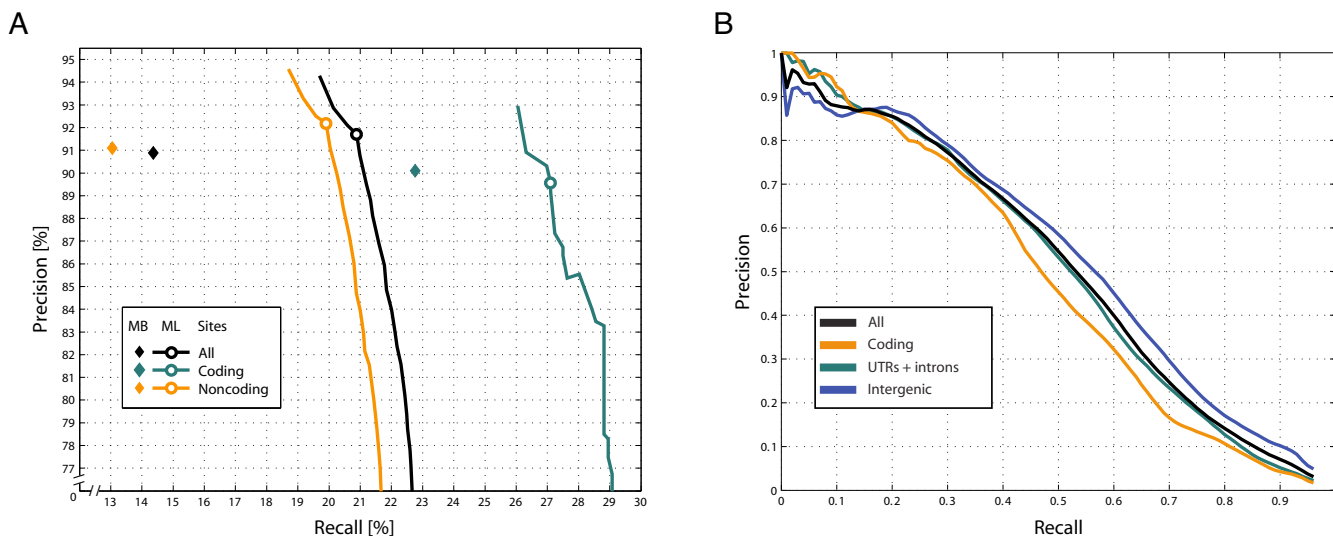 A
95
94
93
92
91
90
89
88
87
86
85
84
83
82
81
80
79
78
77
0
Precision [%]
MB ML Sites
All
Coding
Noncoding
13 14 15 16 17 18 19 20 21 22 23 24 25 26 27 28 29 30
Recall [%]
B
1
0.9
0.8
0.7
0.6
0.5
0.4
0.3
0.2
0.1
0
Precision
All
Coding
UTRs + introns
Intergenic
0 0.1 0.2 0.3 0.4 0.5 0.6 0.7 0.8 0.9
Recall